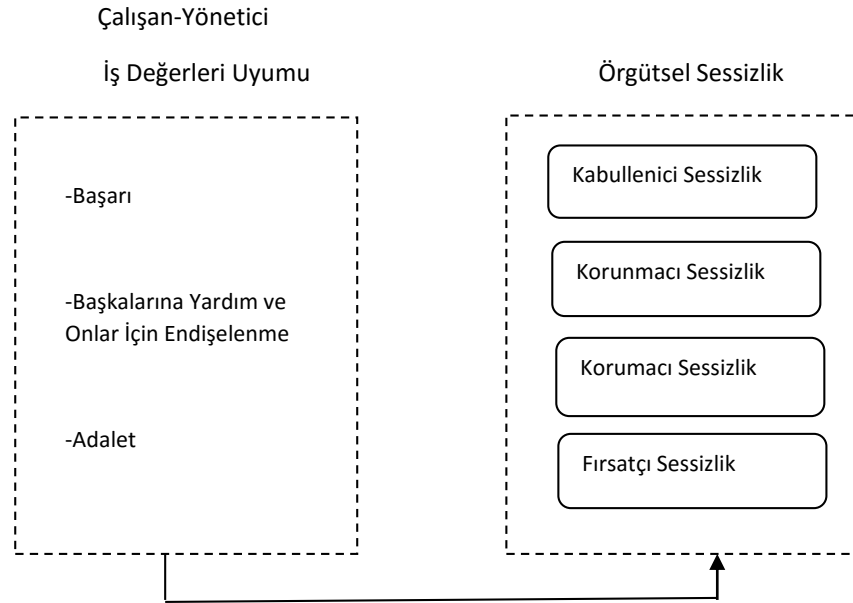 Çalışan-Yönetici
İş Değerleri Uyumu
-Başarı
-Başkalarına Yardım ve
Onlar İçin Endişelenme
-Adalet
Örgütsel Sessizlik
Kabullenici Sessizlik
Korunmacı Sessizlik
Korumacı Sessizlik
Fırsatçı Sessizlik